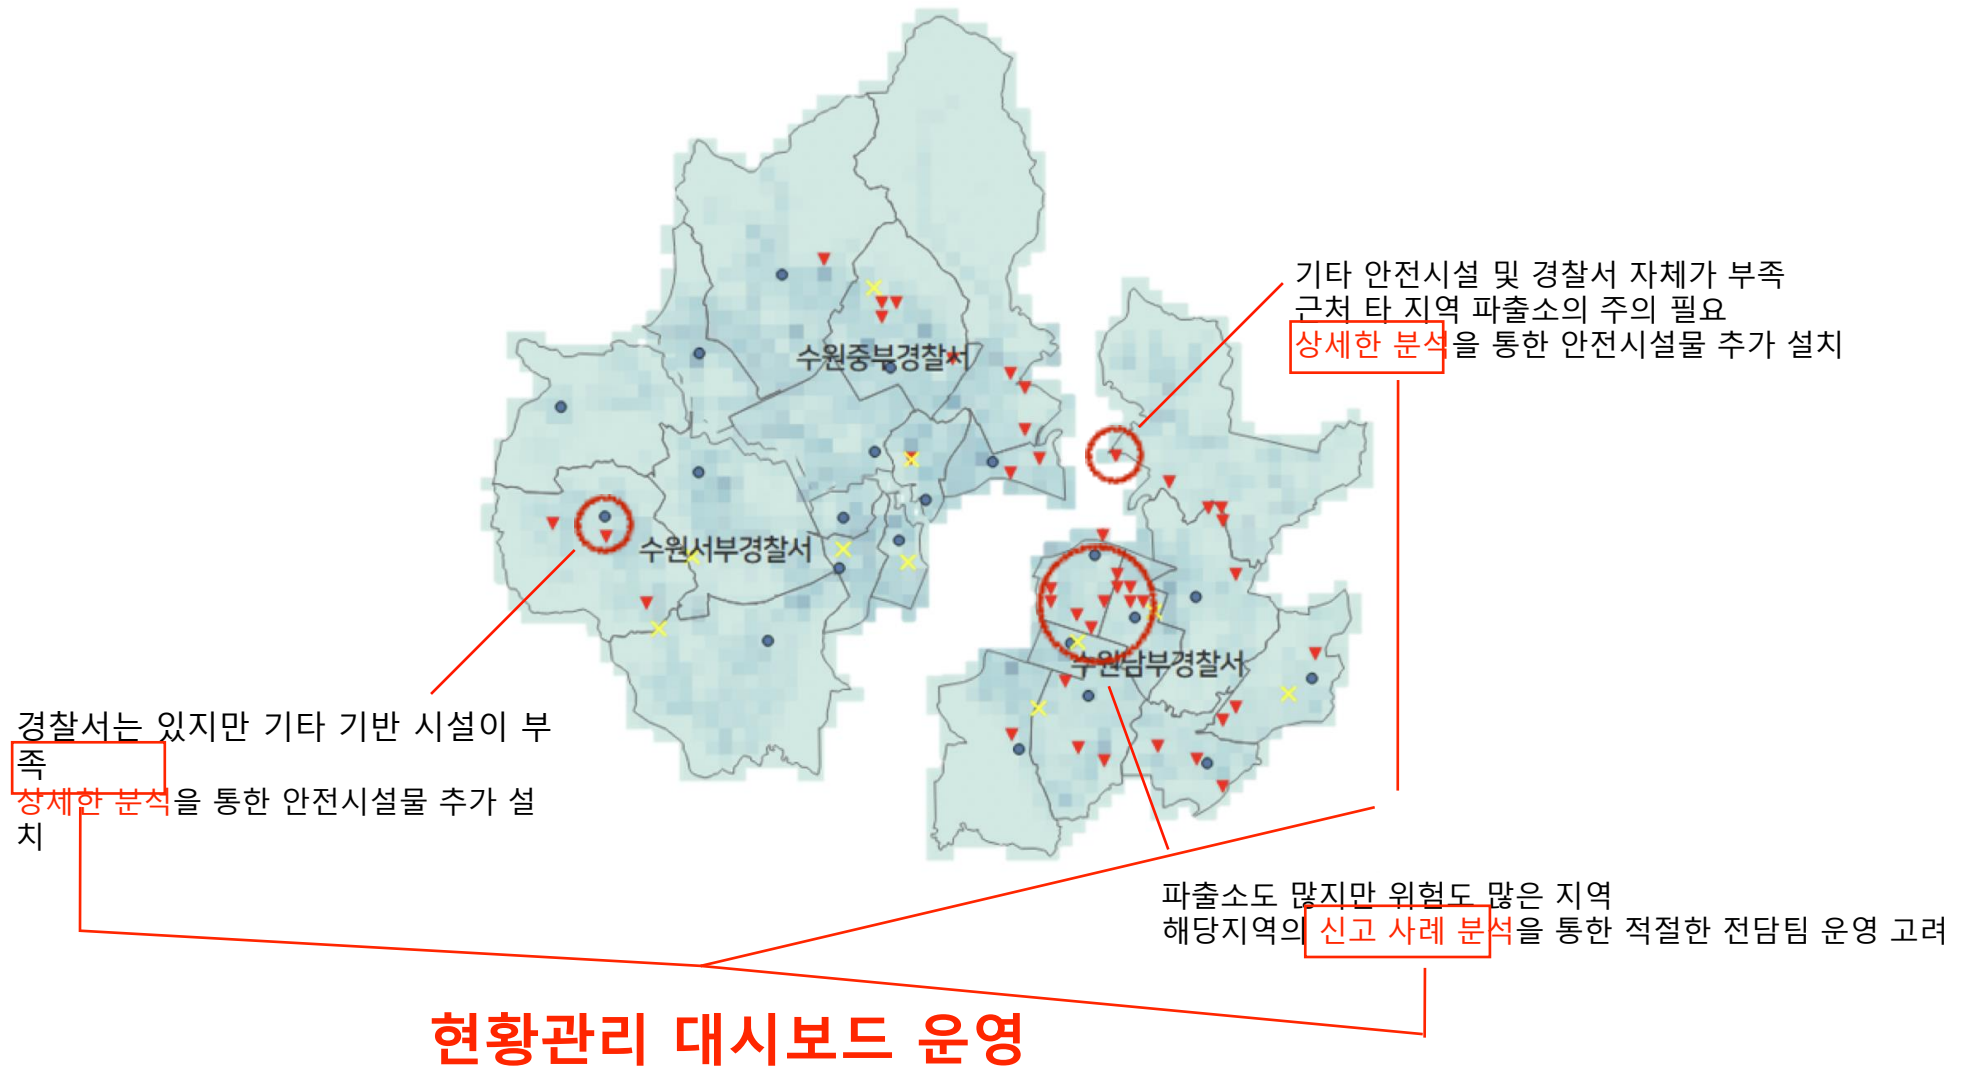 기타 안전시설 및 경찰서 자체가 부족
근처 타 지역 파출소의 주의 필요
상세한 분석을 통한 안전시설물 추가 설치
수원중부경찰서
수원서부경찰서
수원남부경찰서
경찰서는 있지만 기타 기반 시설이 부
족
상세한 분석을 통한 안전시설물 추가 설
치
파출소도 많지만 위험도 많은 지역
해당지역의 신고 사례 분석을 통한 적절한 전담팀 운영 고려
현황관리 대시보드 운영